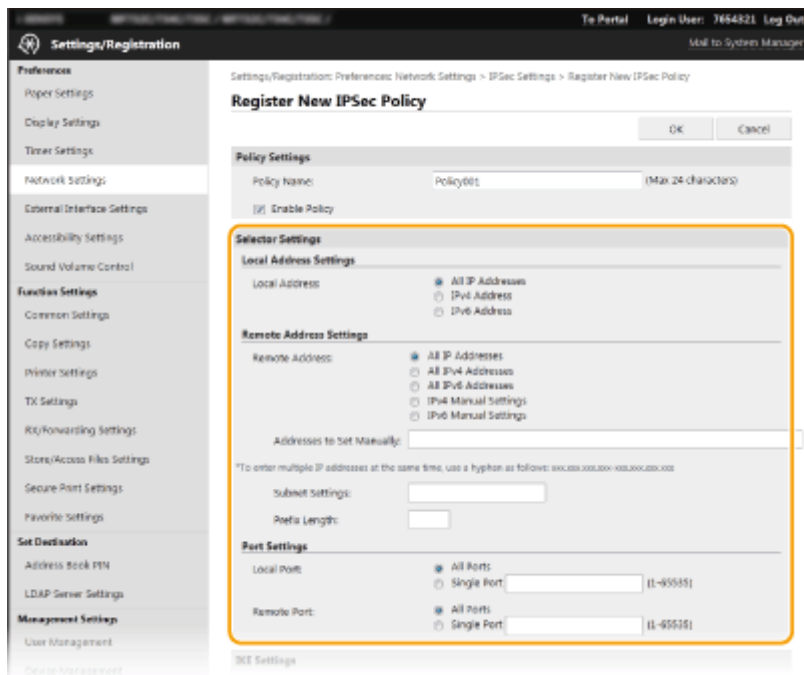 To Portal Login User: 7654321 Log Out
Settings/Registration
Mail to System Manager
Preferences
Paper Settings
Display Settings
Timer Settings
Network Settings
External Interface Settings
Accessibility Settings
Sound Volume Control
Function Settings
Common Settings
Copy Settings
Printer Settings
TX Settings
RX/Forwarding Settings
Store/Access Files Settings
Secure Print Settings
Favorite Settings
Set Destination
Address Book PIN
LDAP Server Settings
Management Settings
User Management
Device Management
Settings/Registration: Preferences: Network Settings > IPSec Settings > Register New IPSec Policy
Register New IPSec Policy
OK Cancel
Policy Settings
Policy Name: Policy001 (Max 24 characters)
Enable Policy
Selector Settings
Local Address Settings
Local Address: All IP Addresses
IPv4 Address
IPv6 Address
Remote Address Settings
Remote Address: All IP Addresses
All IPv4 Addresses
All IPv6 Addresses
IPv4 Manual Settings
IPv6 Manual Settings
Addresses to Set Manually:
*To enter multiple IP addresses at the same time, use a hyphen as follows: xxx.xxx.xxx.xxx-xxx.xxx.xxx.xxx
Subnet Settings:
Prefix Length:
Port Settings
Local Port: All Ports
Single Port (1-65535)
Remote Port: All Ports
Single Port (1-65535)
IKE Settings